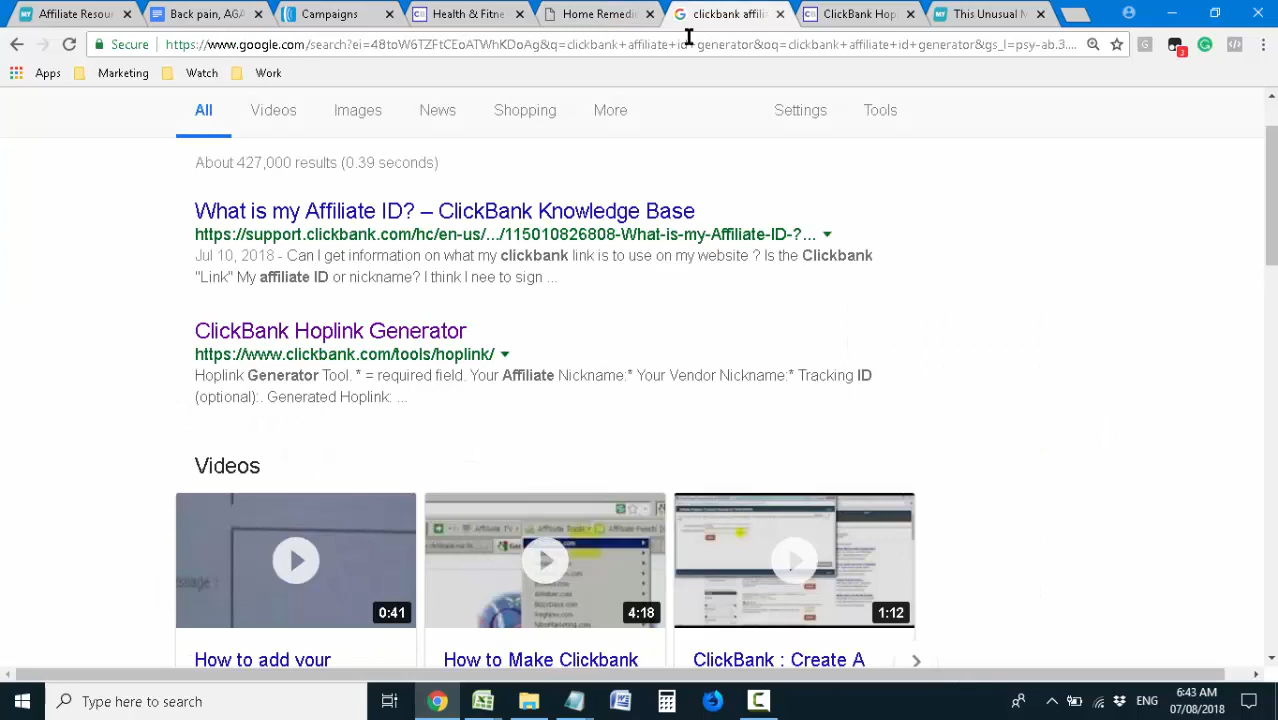 Affiliate Resou
Back pain, AGA
Campaigns
Health & Fitne
Home Remedi
clickbank affilia
ClickBank Hop
This Unusual N
Secure
https://www.google.com/search?ei=48toW6TZFtCEoATWhKDoAg&q=clickbank+affiliate+id+generator&oq=clickbank+affiliate+id+generator&gs_l=psy-ab.3....
3
Apps
Marketing
Watch
Work
All
Videos
Images
News
Shopping
More
Settings
Tools
About 427,000 results (0.39 seconds)
What is my Affiliate ID? – ClickBank Knowledge Base
https://support.clickbank.com/hc/en-us/.../115010826808-What-is-my-Affiliate-ID-?...
Jul 10, 2018 - Can I get information on what my clickbank link is to use on my website ? Is the Clickbank
"Link" My affiliate ID or nickname? I think I nee to sign ...
ClickBank Hoplink Generator
https://www.clickbank.com/tools/hoplink/
Hoplink Generator Tool. * = required field. Your Affiliate Nickname:* Your Vendor Nickname:* Tracking ID
(optional):. Generated Hoplink: ...
Videos
0:41
4:18
1:12
How to add your
How to Make Clickbank
ClickBank : Create A
Type here to search
ENG
6:43 AM
07/08/2018